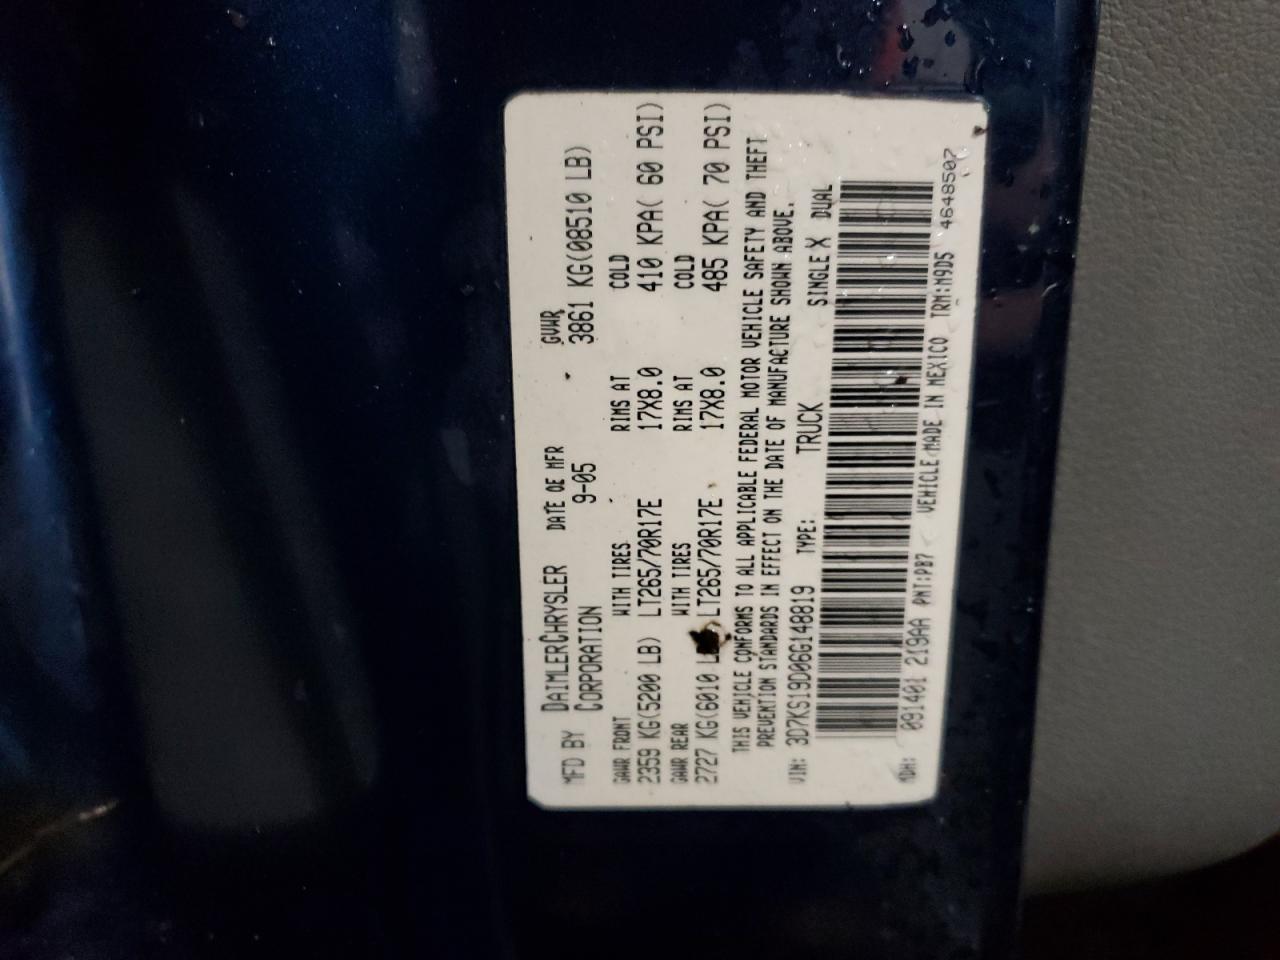 MFD BY DAIMLERCHRYSLER CORPORATION
DATE OF MFR 9-05
GVWR 3861 KG(08510 LB)
GAWR FRONT WITH TIRES RIMS AT COLD
2359 KG(5200 LB) LT265/70R17E 17X8.0 410 KPA( 60 PSI)
GAWR REAR WITH TIRES RIMS AT COLD
2727 KG(6010 L LT265/70R17E 17X8.0 485 KPA( 70 PSI)
THIS VEHICLE CONFORMS TO ALL APPLICABLE FEDERAL MOTOR VEHICLE SAFETY AND THEFT
PREVENTION STANDARDS IN EFFECT ON THE DATE OF MANUFACTURE SHOWN ABOVE.
VIN: 3D7KS19D06G148819 TYPE: TRUCK SINGLE X DUAL
MDH: 091401 219AA PNT:PB7 VEHICLE MADE IN MEXICO TRM:M9D5 4648507